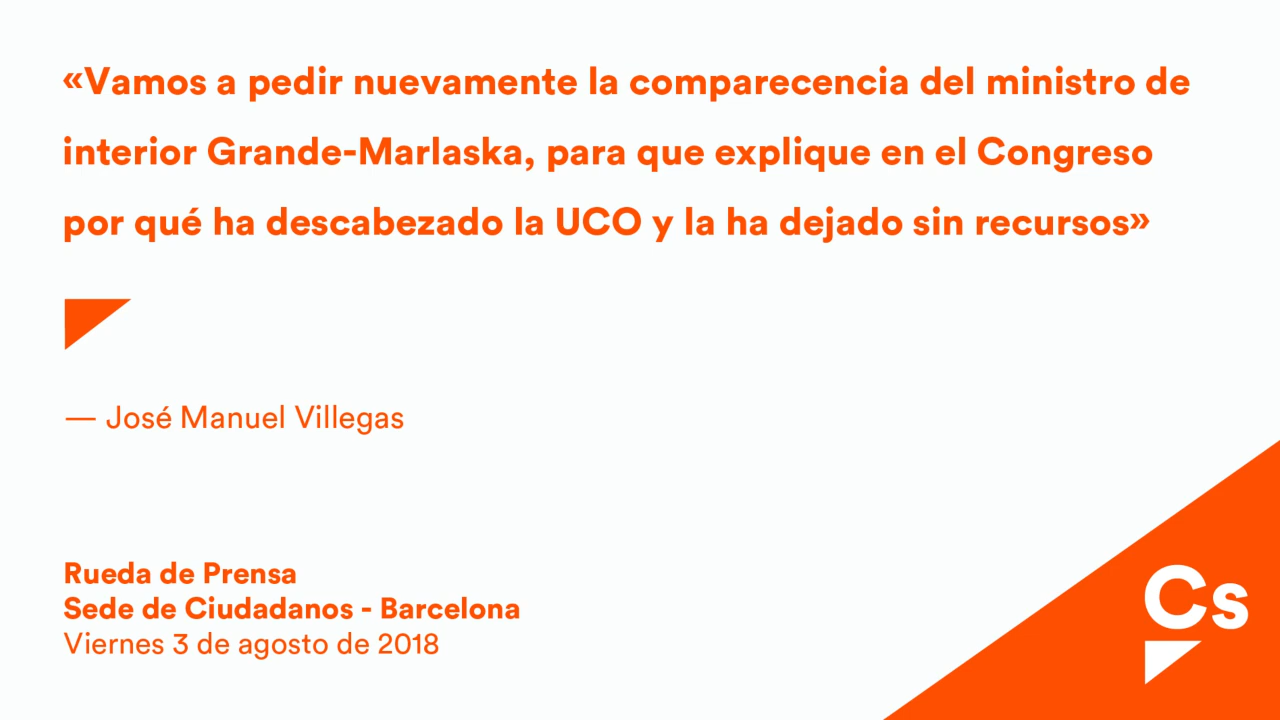 «Vamos a pedir nuevamente la comparecencia del ministro de
interior Grande-Marlaska, para que explique en el Congreso
por qué ha descabezado la UCO y la ha dejado sin recursos»
— José Manuel Villegas
Rueda de Prensa
Sede de Ciudadanos - Barcelona
Viernes 3 de agosto de 2018
Cs